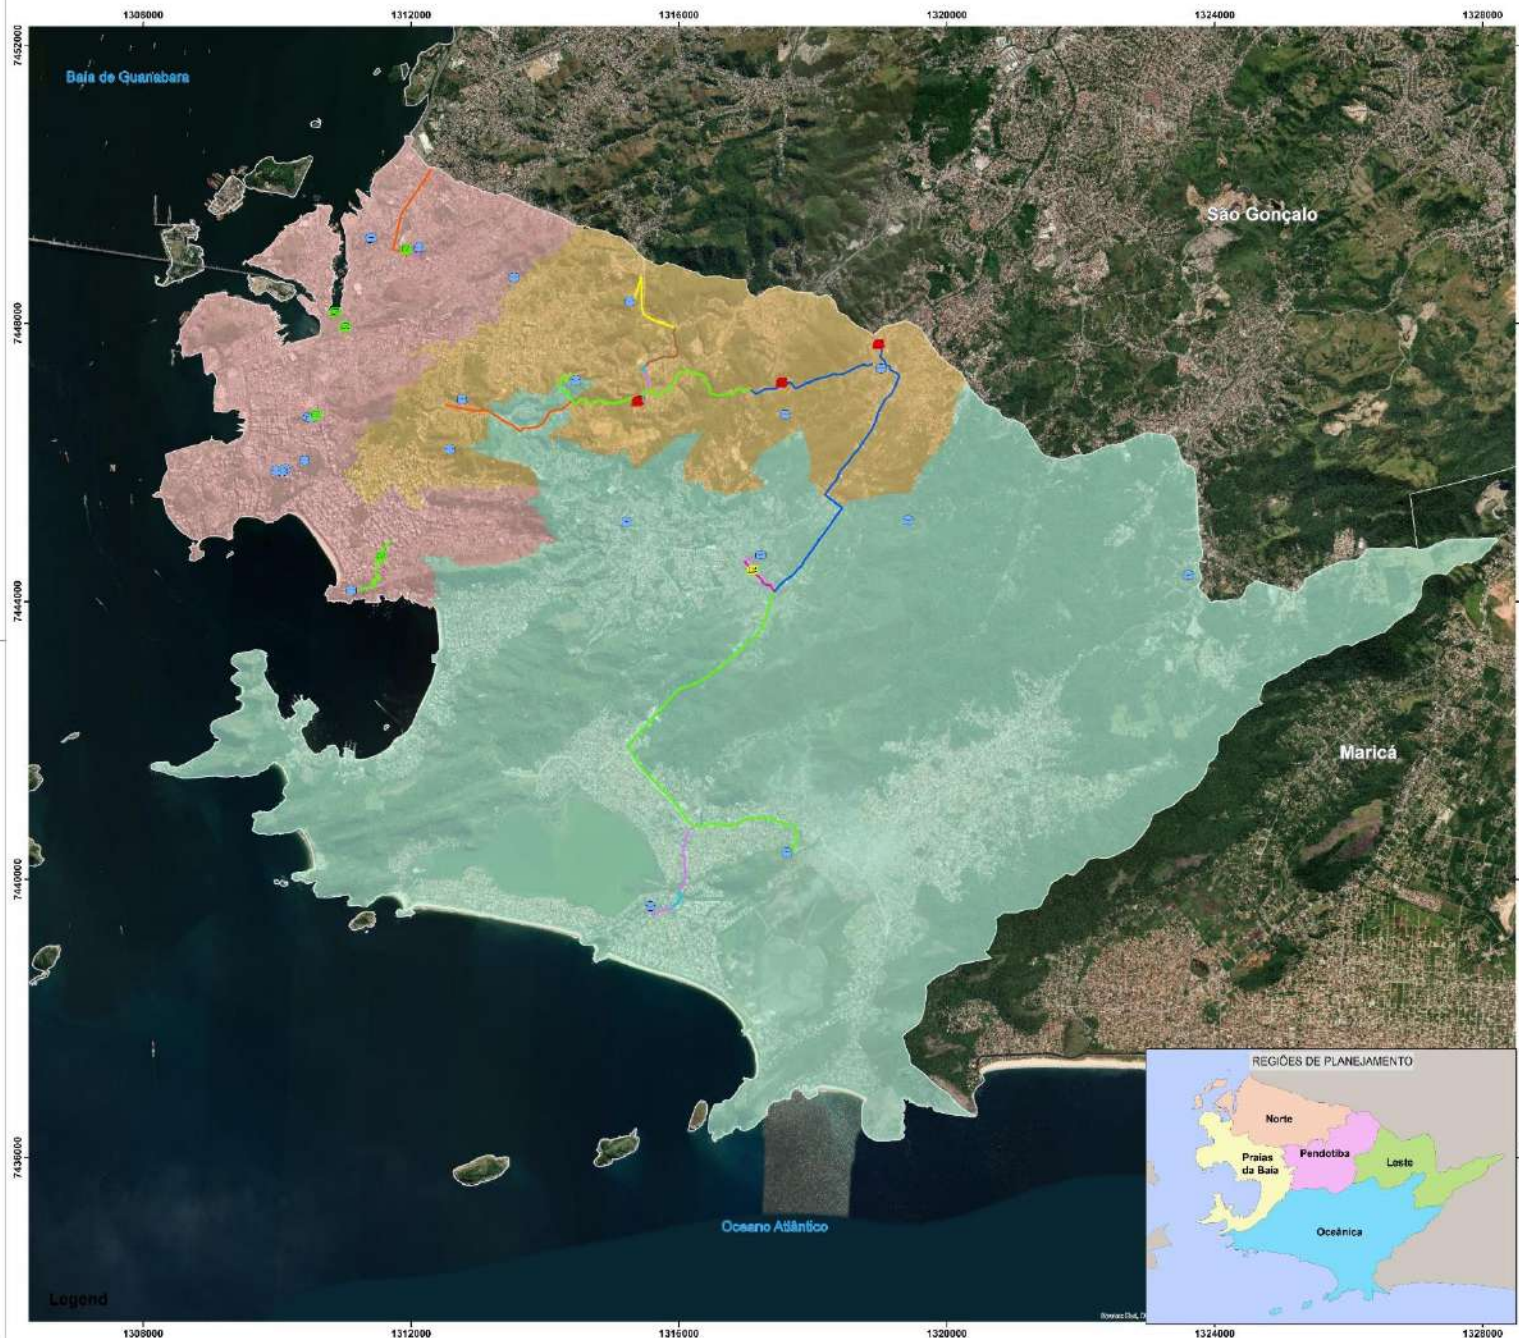 1308000 1312000 1316000 1320000 1324000 1328000
7452000
Baía de Guanabara
São Gonçalo
7448000
7444000
Maricá
7440000
REGIÕES DE PLANEJAMENTO
Norte
Pendotiba
Leste
Praias
da Baía
Oceânica
7436000
Oceano Atlântico
Legend
1308000 1312000 1316000 1320000 1324000 1328000